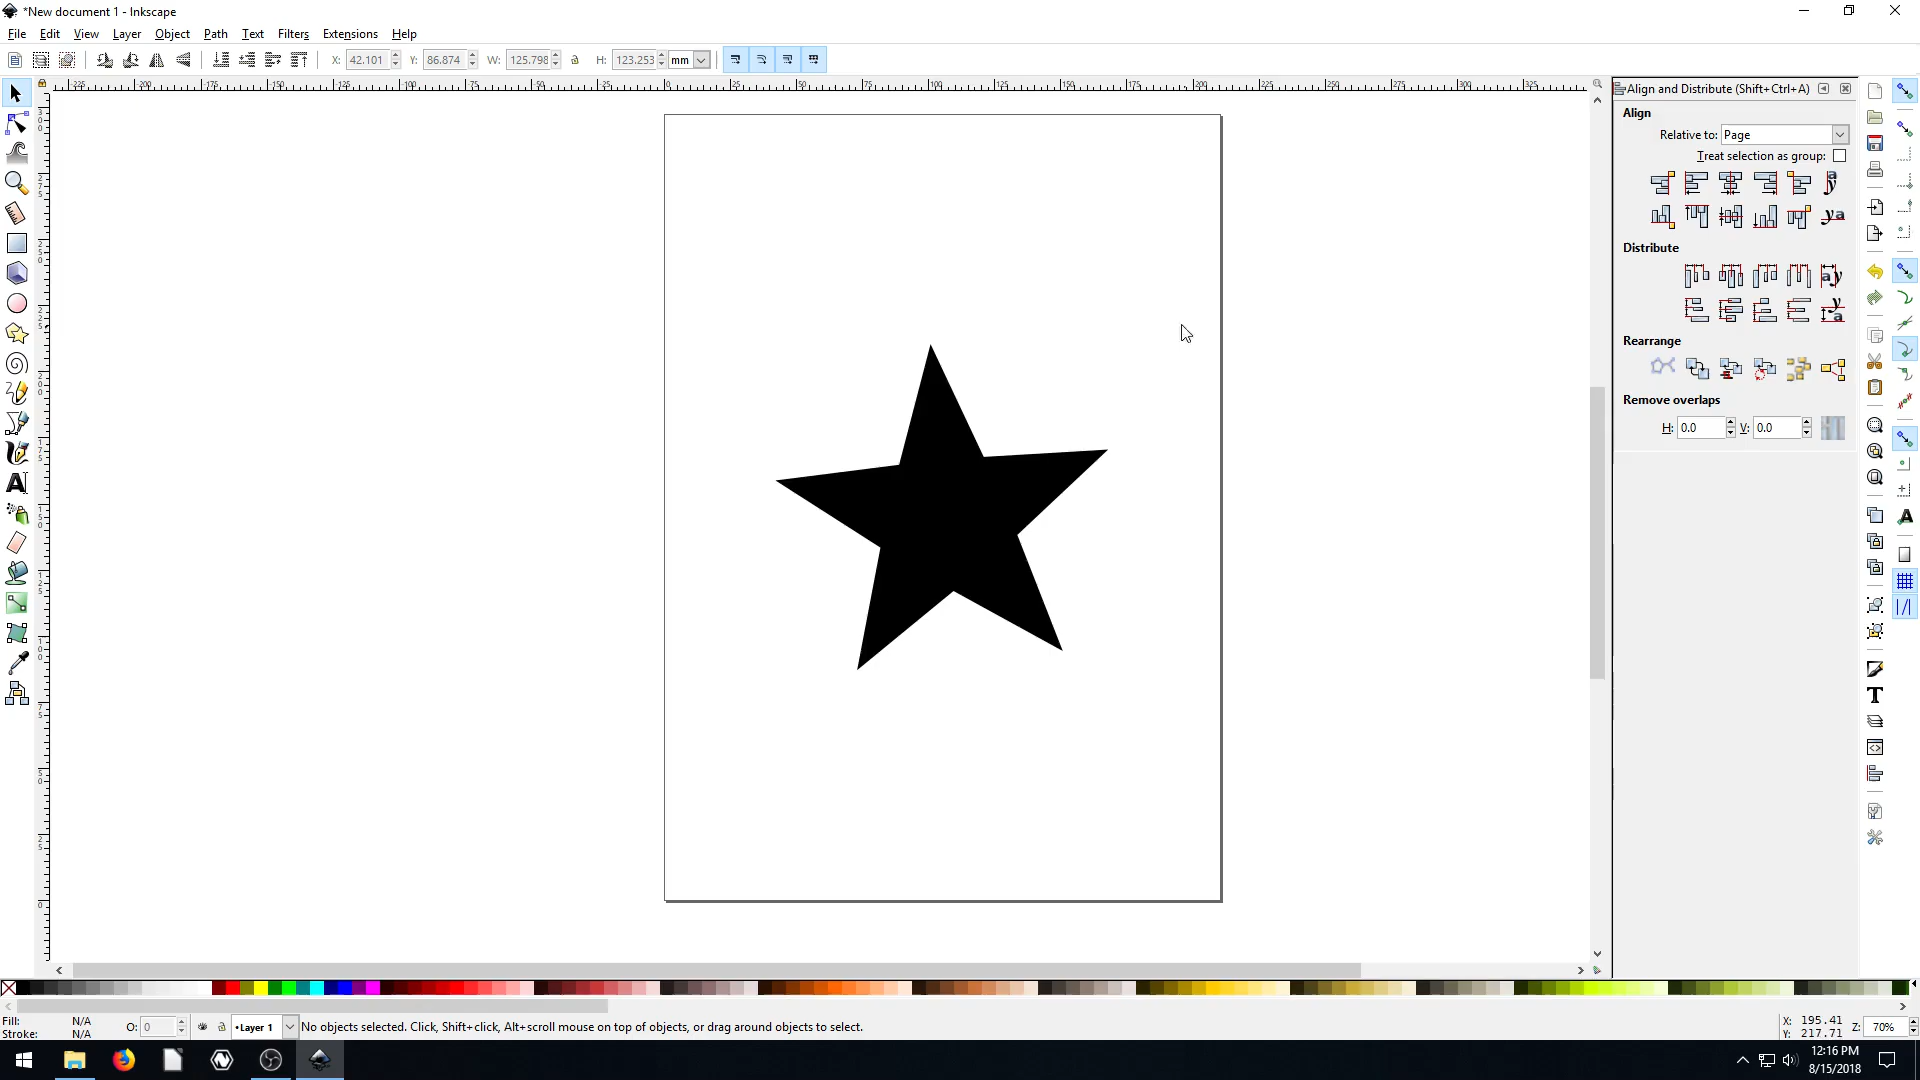 *New document 1 - Inkscape
File Edit View Layer Object Path Text Filters Extensions Help
X: 42.101 Y: 86.874 W: 125.798 H: 123.253 mm
Align and Distribute (Shift+Ctrl+A)
Align
Relative to: Page
Treat selection as group:
Distribute
Rearrange
Remove overlaps
H: 0.0 V: 0.0
Fill: N/A
Stroke: N/A
O: 0
•Layer 1
No objects selected. Click, Shift+click, Alt+scroll mouse on top of objects, or drag around objects to select.
X: 195.41
Y: 217.71
Z: 70%
12:16 PM
8/15/2018